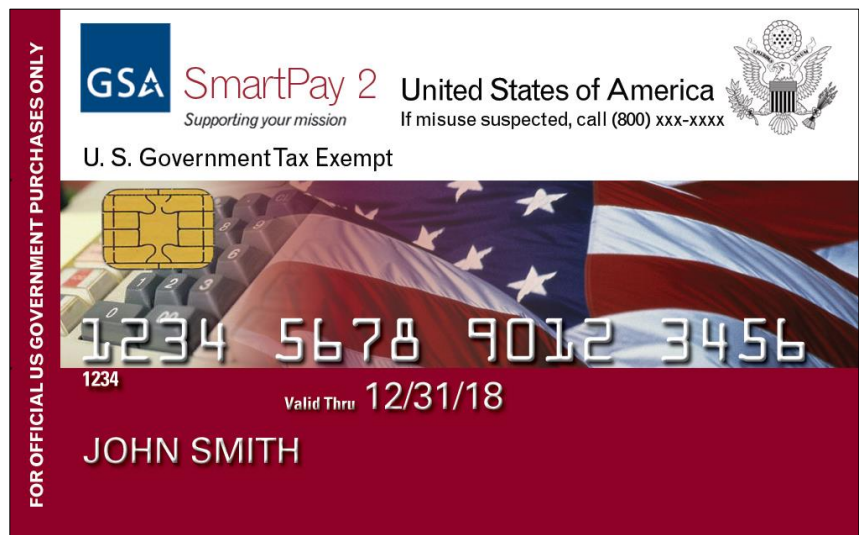 FOR OFFICIAL US GOVERNMENT PURCHASES ONLY
GSA
SmartPay 2
Supporting your mission
United States of America
If misuse suspected, call (800) xxx-xxxx
U. S. Government Tax Exempt
1234 5678 9012 3456
1234
Valid Thru 12/31/18
JOHN SMITH